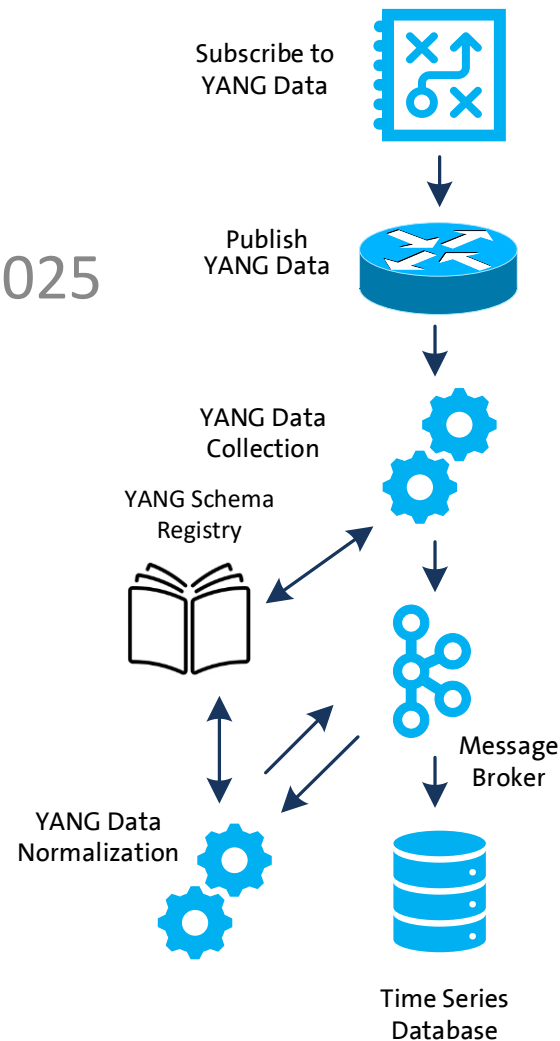 Subscribe to
YANG Data
Publish
YANG Data
025
YANG Data
Collection
YANG Schema
Registry
Message
Broker
YANG Data
Normalization
Time Series
Database